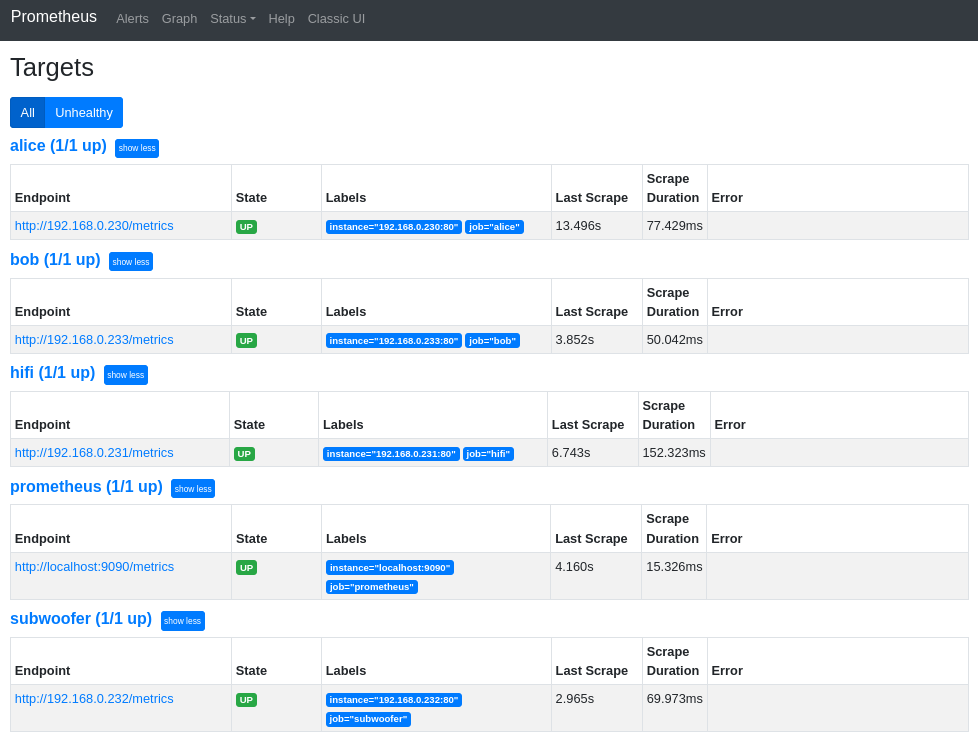 Prometheus Alerts Graph Status Help Classic UI
Targets
All Unhealthy
alice (1/1 up) show less
Endpoint State Labels Last Scrape Scrape Duration Error
http://192.168.0.230/metrics UP instance="192.168.0.230:80" job="alice" 13.496s 77.429ms
bob (1/1 up) show less
Endpoint State Labels Last Scrape Scrape Duration Error
http://192.168.0.233/metrics UP instance="192.168.0.233:80" job="bob" 3.852s 50.042ms
hifi (1/1 up) show less
Endpoint State Labels Last Scrape Scrape Duration Error
http://192.168.0.231/metrics UP instance="192.168.0.231:80" job="hifi" 6.743s 152.323ms
prometheus (1/1 up) show less
Endpoint State Labels Last Scrape Scrape Duration Error
http://localhost:9090/metrics UP instance="localhost:9090" 4.160s 15.326ms
job="prometheus"
subwoofer (1/1 up) show less
Endpoint State Labels Last Scrape Scrape Duration Error
http://192.168.0.232/metrics UP instance="192.168.0.232:80" 2.965s 69.973ms
job="subwoofer"